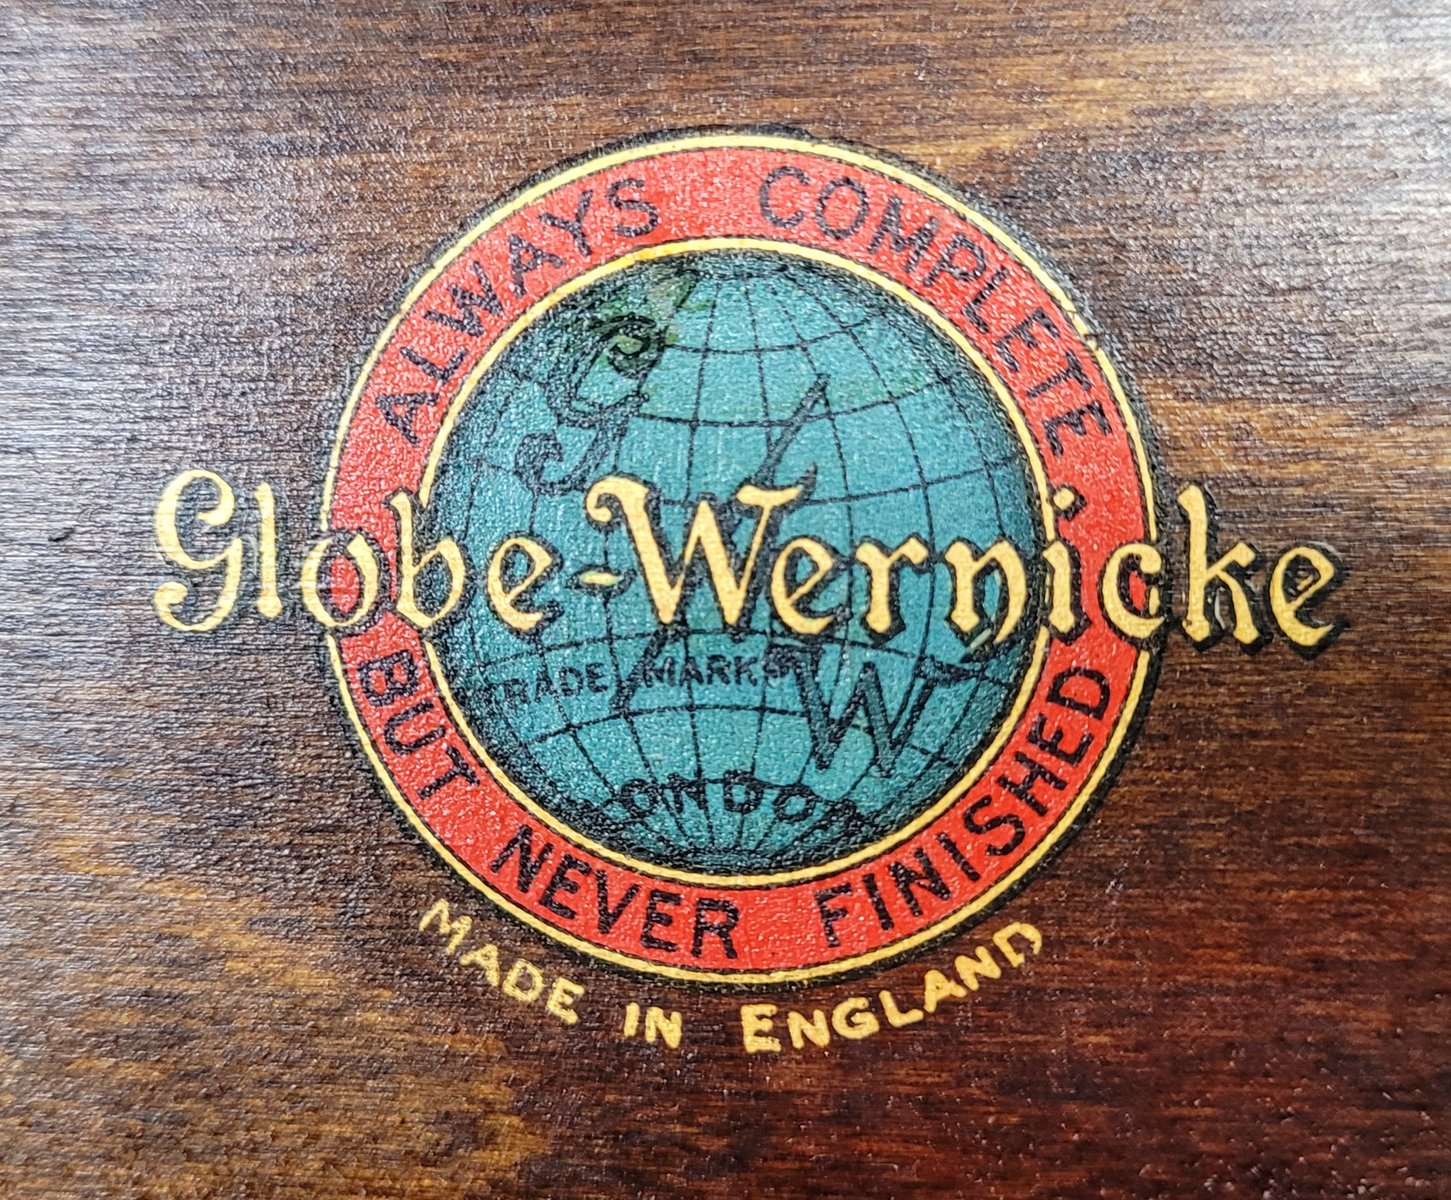 ALWAYS COMPLETE.
G
Globe-Wernicke
TRADE MARKS
W
LONDON
BUT NEVER FINISHED
MADE IN ENGLAND